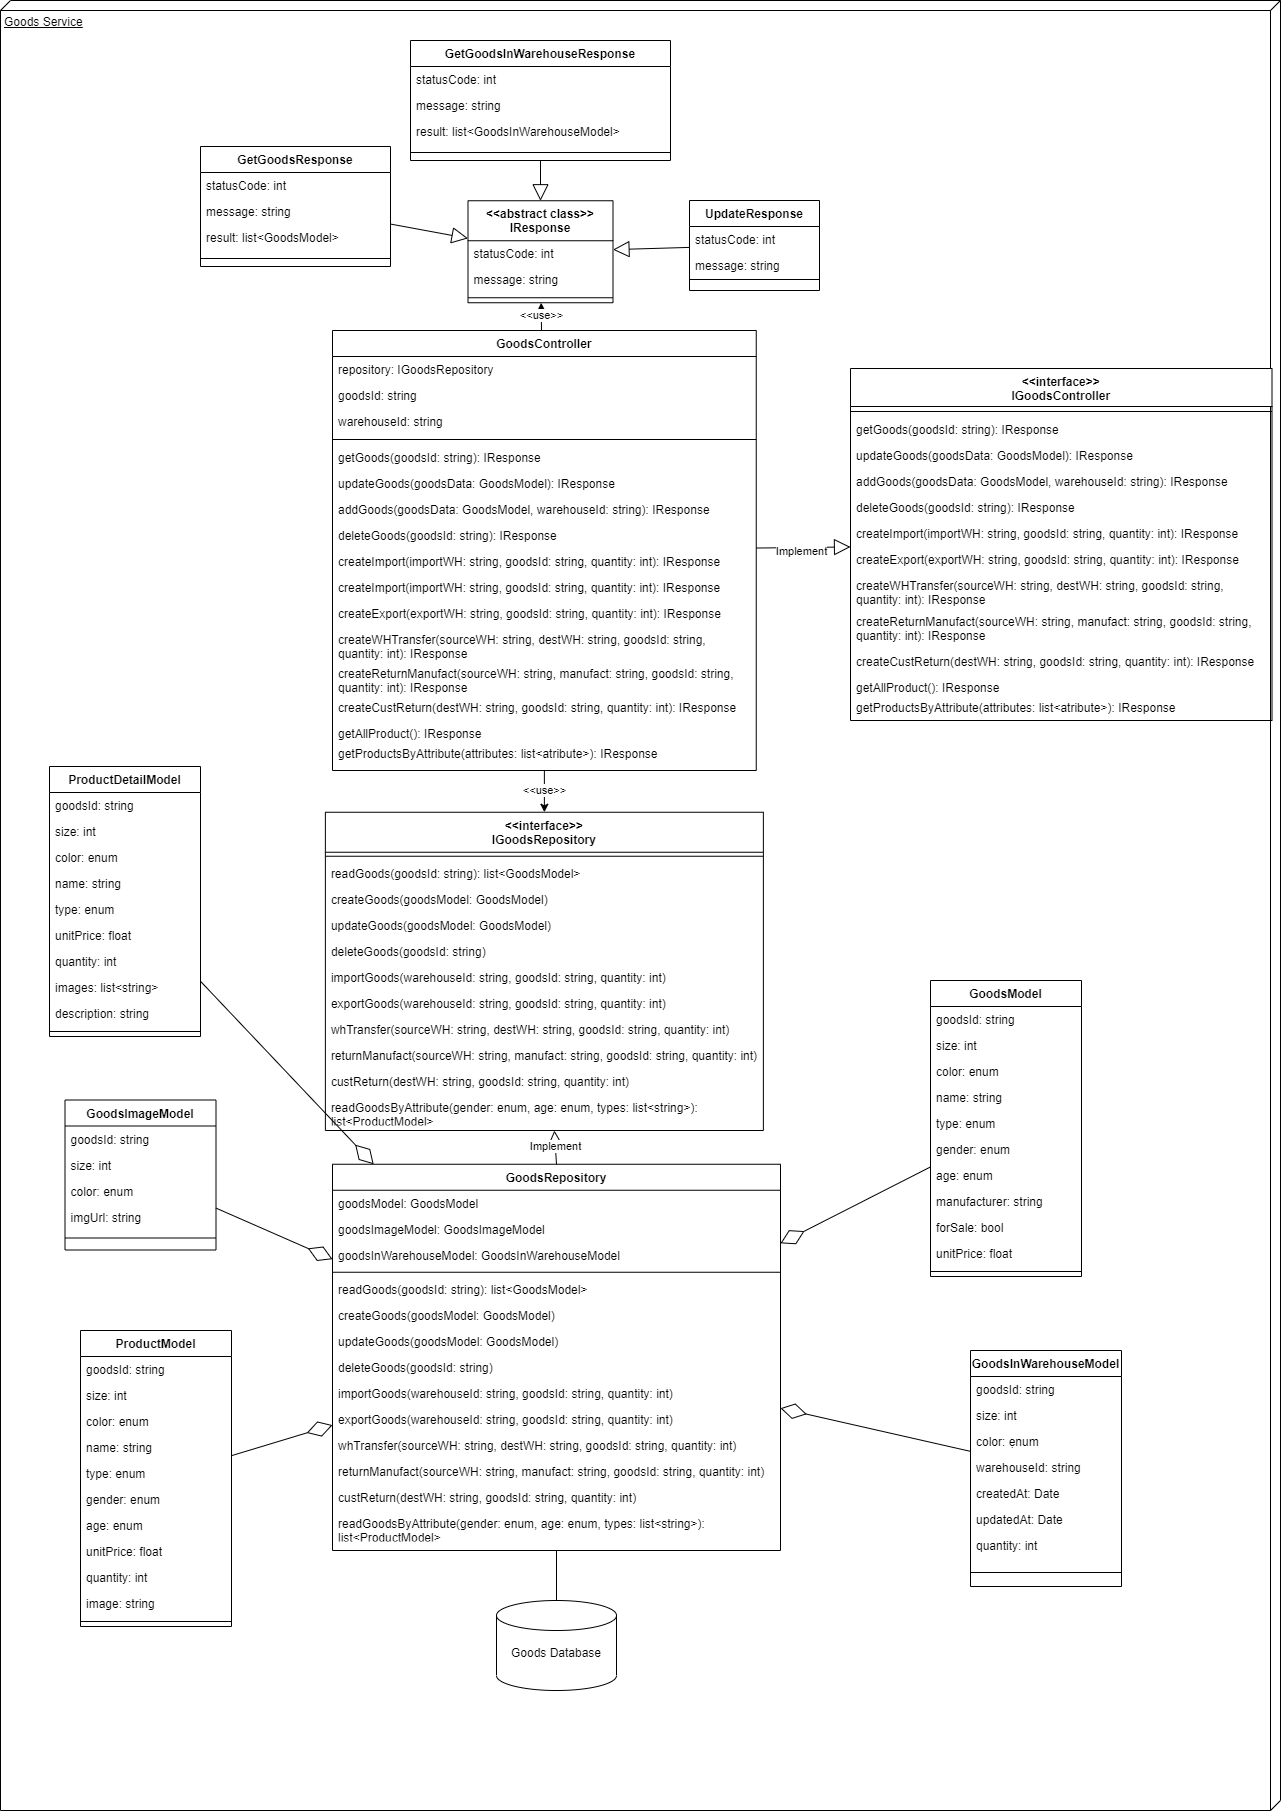 Goods Service
GetGoodsInWarehouseResponse
statusCode: int
message: string
result: list<GoodsInWarehouseModel>
GetGoodsResponse
statusCode: int
message: string
result: list<GoodsModel>
<<abstract class>>
IResponse
statusCode: int
message: string
UpdateResponse
statusCode: int
message: string
<<use>>
GoodsController
repository: IGoodsRepository
goodsId: string
warehouseId: string
getGoods(goodsId: string): IResponse
updateGoods(goodsData: GoodsModel): IResponse
addGoods(goodsData: GoodsModel, warehouseId: string): IResponse
deleteGoods(goodsId: string): IResponse
createImport(importWH: string, goodsId: string, quantity: int): IResponse
createImport(importWH: string, goodsId: string, quantity: int): IResponse
createExport(exportWH: string, goodsId: string, quantity: int): IResponse
createWHTransfer(sourceWH: string, destWH: string, goodsId: string,
quantity: int): IResponse
createReturnManufact(sourceWH: string, manufact: string, goodsId: string,
quantity: int): IResponse
createCustReturn(destWH: string, goodsId: string, quantity: int): IResponse
getAllProduct(): IResponse
getProductsByAttribute(attributes: list<atribute>): IResponse
Implement
<<interface>>
IGoodsController
getGoods(goodsId: string): IResponse
updateGoods(goodsData: GoodsModel): IResponse
addGoods(goodsData: GoodsModel, warehouseId: string): IResponse
deleteGoods(goodsId: string): IResponse
createImport(importWH: string, goodsId: string, quantity: int): IResponse
createExport(exportWH: string, goodsId: string, quantity: int): IResponse
createWHTransfer(sourceWH: string, destWH: string, goodsId: string,
quantity: int): IResponse
createReturnManufact(sourceWH: string, manufact: string, goodsId: string,
quantity: int): IResponse
createCustReturn(destWH: string, goodsId: string, quantity: int): IResponse
getAllProduct(): IResponse
getProductsByAttribute(attributes: list<atribute>): IResponse
<<use>>
ProductDetailModel
goodsId: string
size: int
color: enum
name: string
type: enum
unitPrice: float
quantity: int
images: list<string>
description: string
<<interface>>
IGoodsRepository
readGoods(goodsId: string): list<GoodsModel>
createGoods(goodsModel: GoodsModel)
updateGoods(goodsModel: GoodsModel)
deleteGoods(goodsId: string)
importGoods(warehouseId: string, goodsId: string, quantity: int)
exportGoods(warehouseId: string, goodsId: string, quantity: int)
whTransfer(sourceWH: string, destWH: string, goodsId: string, quantity: int)
returnManufact(sourceWH: string, manufact: string, goodsId: string, quantity: int)
custReturn(destWH: string, goodsId: string, quantity: int)
readGoodsByAttribute(gender: enum, age: enum, types: list<string>):
list<ProductModel>
Implement
GoodsModel
goodsId: string
size: int
color: enum
name: string
type: enum
gender: enum
age: enum
manufacturer: string
forSale: bool
unitPrice: float
GoodsImageModel
goodsId: string
size: int
color: enum
imgUrl: string
GoodsRepository
goodsModel: GoodsModel
goodsImageModel: GoodsImageModel
goodsInWarehouseModel: GoodsInWarehouseModel
readGoods(goodsId: string): list<GoodsModel>
createGoods(goodsModel: GoodsModel)
updateGoods(goodsModel: GoodsModel)
deleteGoods(goodsId: string)
importGoods(warehouseId: string, goodsId: string, quantity: int)
exportGoods(warehouseId: string, goodsId: string, quantity: int)
whTransfer(sourceWH: string, destWH: string, goodsId: string, quantity: int)
returnManufact(sourceWH: string, manufact: string, goodsId: string, quantity: int)
custReturn(destWH: string, goodsId: string, quantity: int)
readGoodsByAttribute(gender: enum, age: enum, types: list<string>):
list<ProductModel>
ProductModel
goodsId: string
size: int
color: enum
name: string
type: enum
gender: enum
age: enum
unitPrice: float
quantity: int
image: string
GoodsInWarehouseModel
goodsId: string
size: int
color: enum
warehouseId: string
createdAt: Date
updatedAt: Date
quantity: int
Goods Database